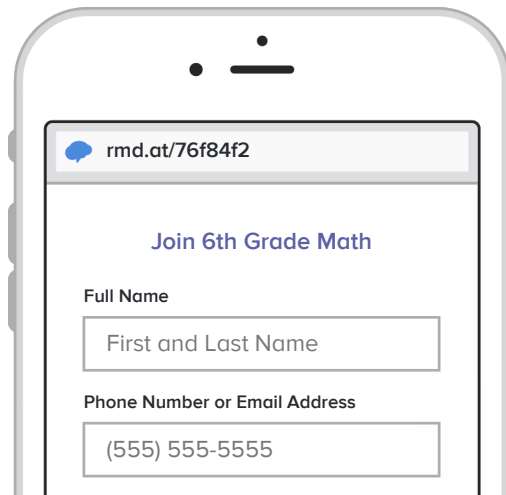 rmd.at/76f84f2
Join 6th Grade Math
Full Name
First and Last Name
Phone Number or Email Address
(555) 555-5555